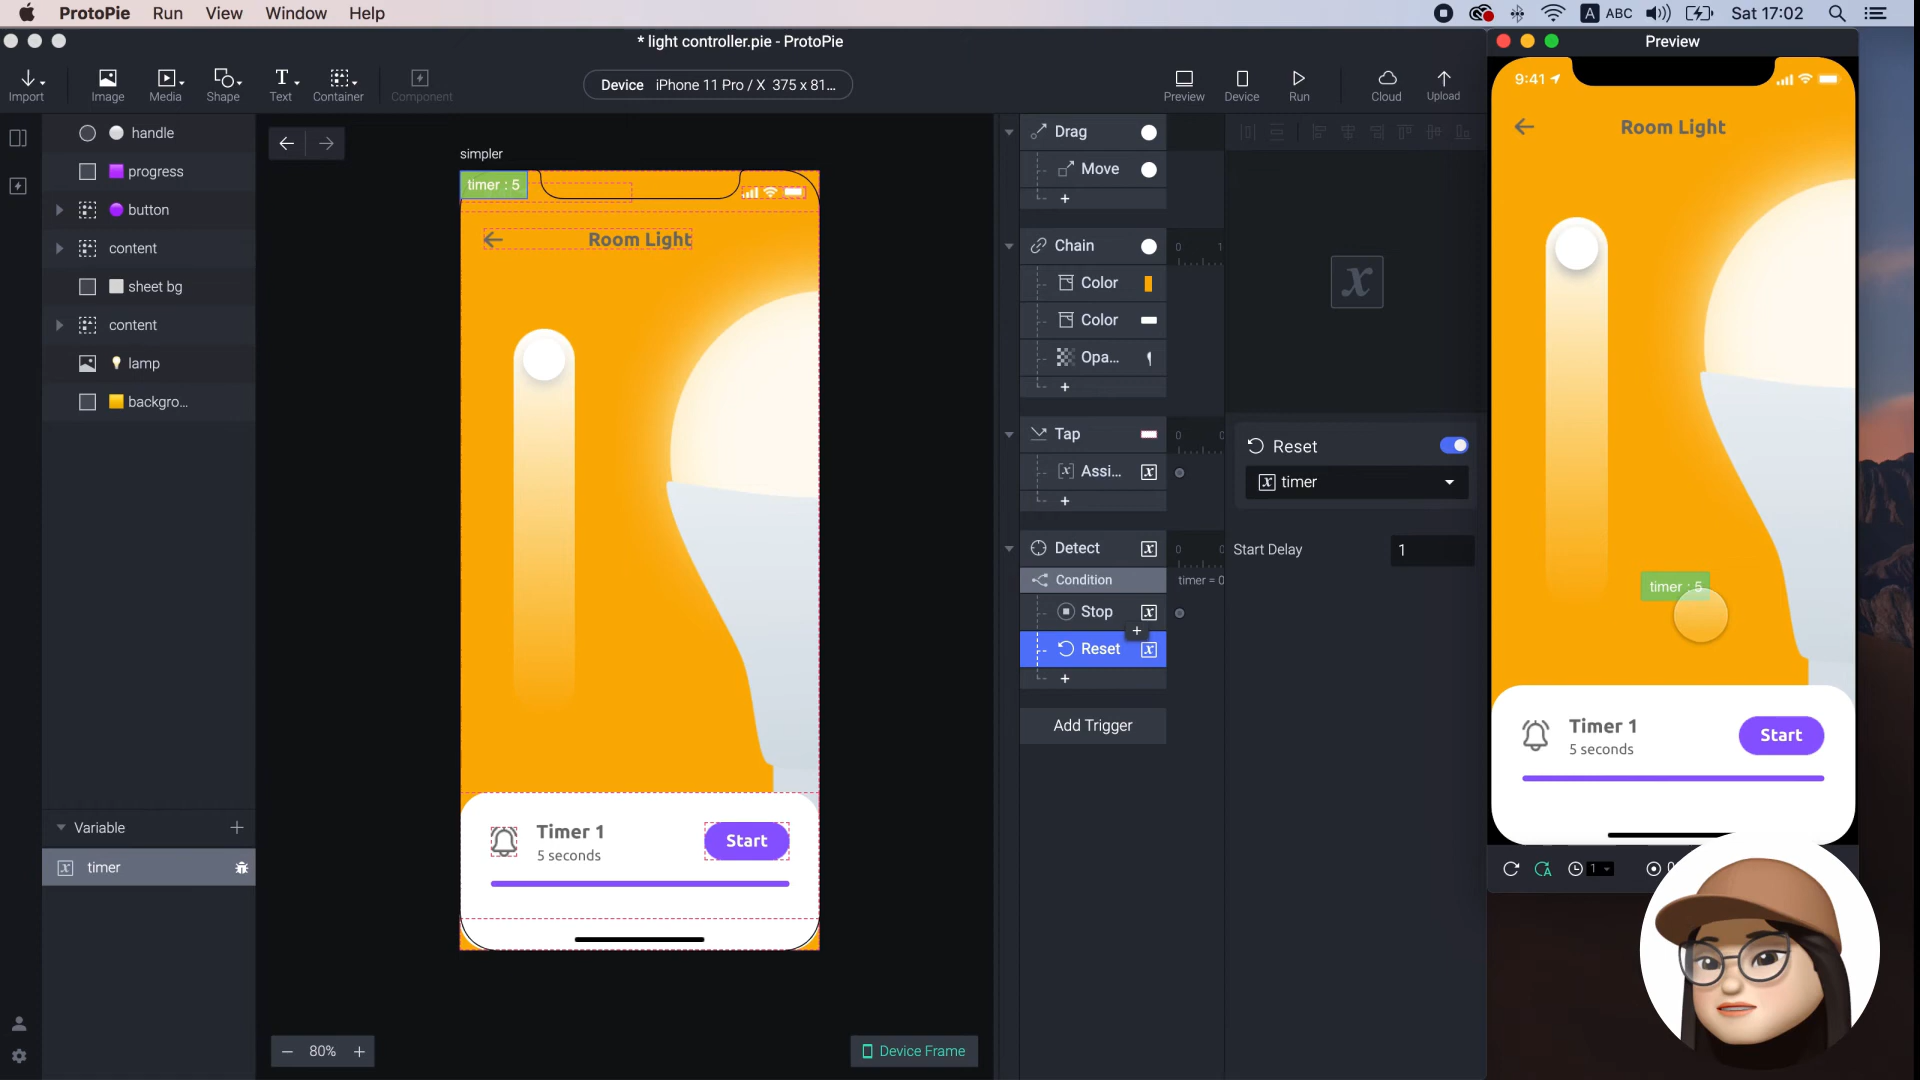 ProtoPie Run View Window Help
A ABC Sat 17:02
* light controller.pie - ProtoPie
Preview
Import Image Media Shape Text Container Component
Device iPhone 11 Pro / X 375 x 81...
Preview Device Run Cloud Upload
handle
progress
button
content
sheet bg
content
lamp
backgro...
Variable
timer
simpler
timer : 5
Room Light
Timer 1
5 seconds
Start
80%
Device Frame
Drag
Move
Chain
Color
Color
Opa...
Tap
Assi...
Detect
Condition
timer = 0
Stop
Reset
Add Trigger
Reset
timer
Start Delay 1
9:41
Room Light
timer : 5
Timer 1
5 seconds
Start
1